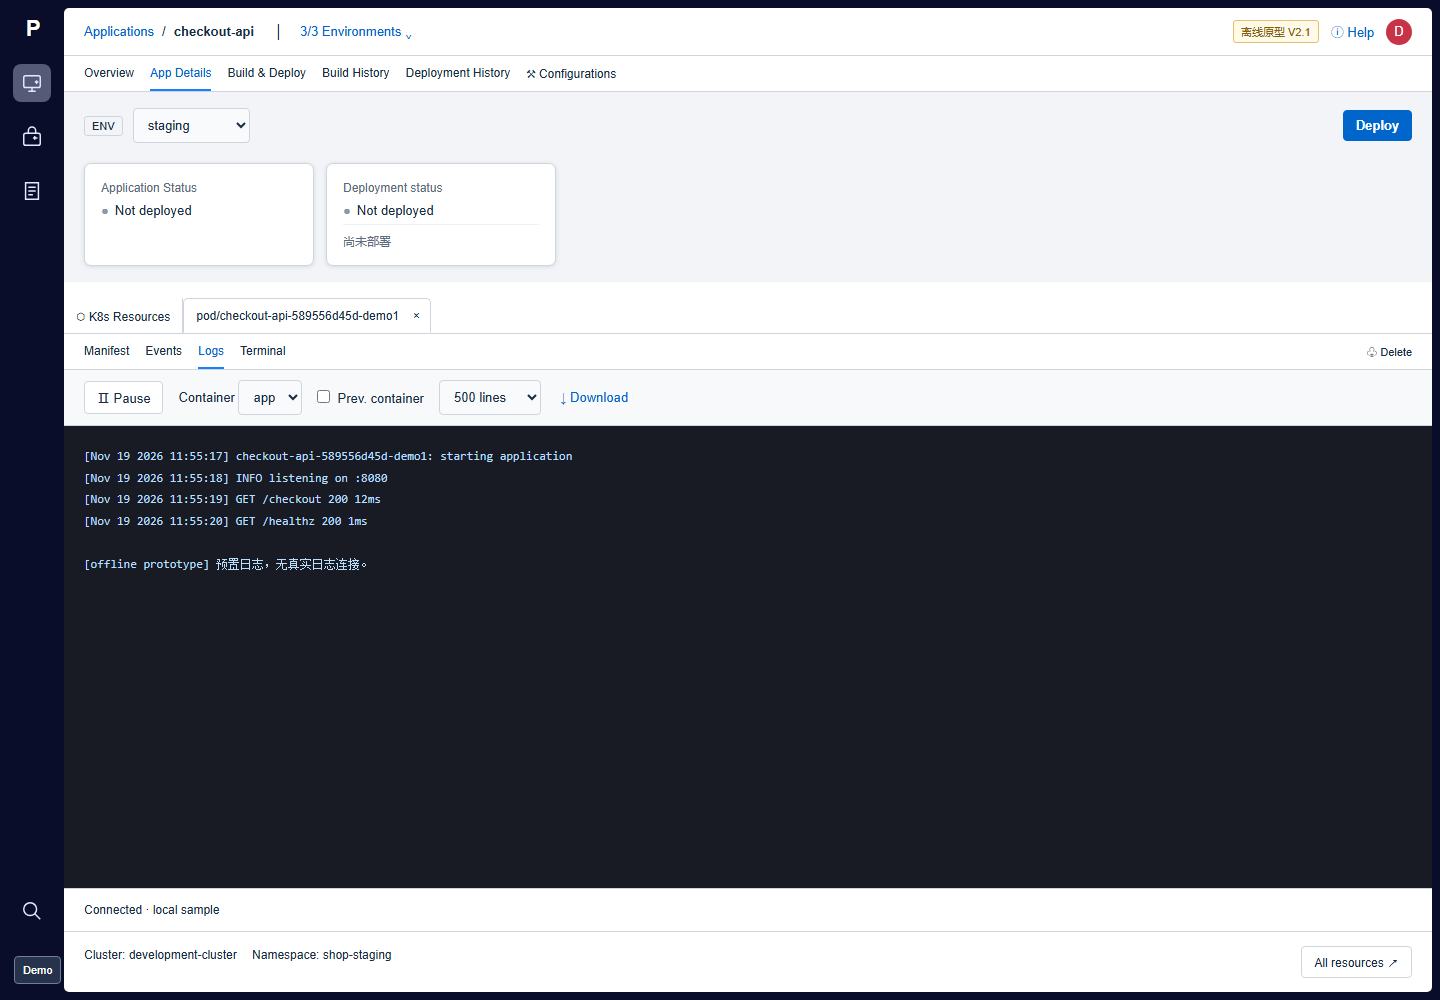 P
Applications / checkout-api | 3/3 Environments
离线原型 V2.1
Help
D
Overview App Details Build & Deploy Build History Deployment History Configurations
ENV staging
Deploy
Application Status
Not deployed
Deployment status
Not deployed
尚未部署
K8s Resources
pod/checkout-api-589556d45d-demo1 ×
Manifest Events Logs Terminal
Delete
Pause Container app Prev. container 500 lines ↓ Download
[Nov 19 2026 11:55:17] checkout-api-589556d45d-demo1: starting application
[Nov 19 2026 11:55:18] INFO listening on :8080
[Nov 19 2026 11:55:19] GET /checkout 200 12ms
[Nov 19 2026 11:55:20] GET /healthz 200 1ms
[offline prototype] 预置日志，无真实日志连接。
Connected · local sample
Cluster: development-cluster Namespace: shop-staging
All resources ↗
Demo